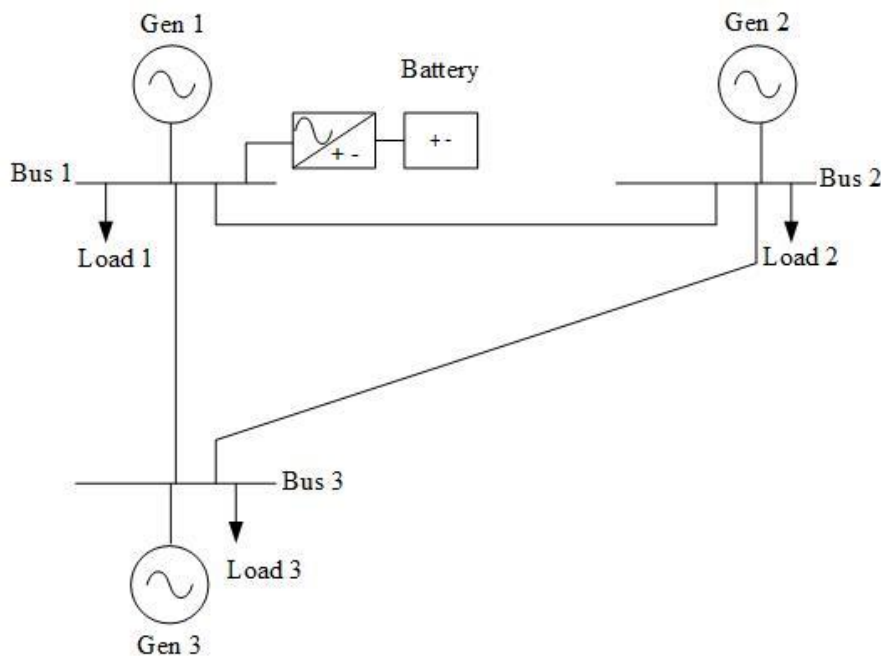 Gen 1
Gen 2
Battery
+ -
+ -
Bus 1
Bus 2
Load 1
Load 2
Bus 3
Load 3
Gen 3